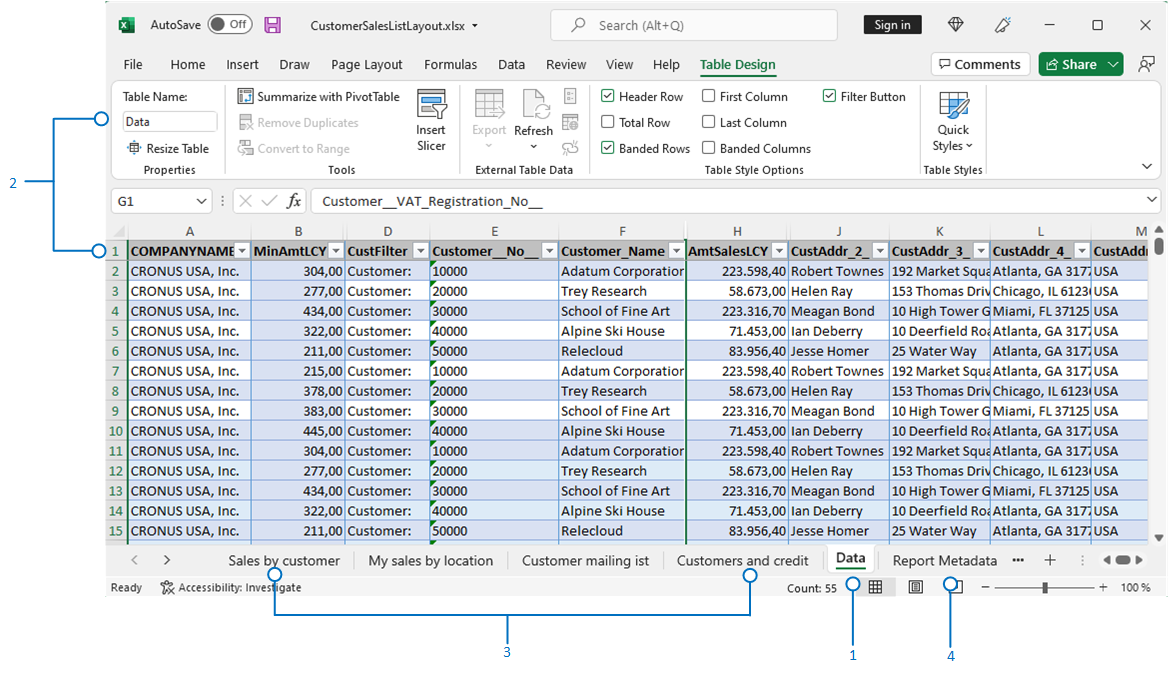 AutoSave Off CustomerSalesListLayout.xlsx Search (Alt+Q) Sign in
File Home Insert Draw Page Layout Formulas Data Review View Help Table Design Comments Share
Table Name:
Data
Resize Table
Properties
Summarize with PivotTable
Remove Duplicates
Convert to Range
Insert
Slicer
Tools
Export Refresh
External Table Data
Header Row First Column Filter Button
Total Row Last Column
Banded Rows Banded Columns
Table Style Options
Quick
Styles
Table Styles
2
G1 fx Customer__VAT_Registration_No__
A B D E F H J K L M
1 COMPANYNAME MinAmtLCY CustFilter Customer__No__ Customer_Name AmtSalesLCY CustAddr_2_ CustAddr_3_ CustAddr_4_ CustAddr
2 CRONUS USA, Inc. 304,00 Customer: 10000 Adatum Corporation 223.598,40 Robert Townes 192 Market Squa Atlanta, GA 3177 USA
3 CRONUS USA, Inc. 277,00 Customer: 20000 Trey Research 58.673,00 Helen Ray 153 Thomas Driv Chicago, IL 61236 USA
4 CRONUS USA, Inc. 434,00 Customer: 30000 School of Fine Art 223.316,70 Meagan Bond 10 High Tower G Miami, FL 37125 USA
5 CRONUS USA, Inc. 322,00 Customer: 40000 Alpine Ski House 71.453,00 Ian Deberry 10 Deerfield Roa Atlanta, GA 3177 USA
6 CRONUS USA, Inc. 211,00 Customer: 50000 Relecloud 83.956,40 Jesse Homer 25 Water Way Atlanta, GA 3177 USA
7 CRONUS USA, Inc. 215,00 Customer: 10000 Adatum Corporation 223.598,40 Robert Townes 192 Market Squa Atlanta, GA 3177 USA
8 CRONUS USA, Inc. 378,00 Customer: 20000 Trey Research 58.673,00 Helen Ray 153 Thomas Driv Chicago, IL 61236 USA
9 CRONUS USA, Inc. 383,00 Customer: 30000 School of Fine Art 223.316,70 Meagan Bond 10 High Tower G Miami, FL 37125 USA
10 CRONUS USA, Inc. 445,00 Customer: 40000 Alpine Ski House 71.453,00 Ian Deberry 10 Deerfield Roa Atlanta, GA 3177 USA
11 CRONUS USA, Inc. 304,00 Customer: 10000 Adatum Corporation 223.598,40 Robert Townes 192 Market Squa Atlanta, GA 3177 USA
12 CRONUS USA, Inc. 277,00 Customer: 20000 Trey Research 58.673,00 Helen Ray 153 Thomas Driv Chicago, IL 61236 USA
13 CRONUS USA, Inc. 434,00 Customer: 30000 School of Fine Art 223.316,70 Meagan Bond 10 High Tower G Miami, FL 37125 USA
14 CRONUS USA, Inc. 322,00 Customer: 40000 Alpine Ski House 71.453,00 Ian Deberry 10 Deerfield Roa Atlanta, GA 3177 USA
15 CRONUS USA, Inc. 211,00 Customer: 50000 Relecloud 83.956,40 Jesse Homer 25 Water Way Atlanta, GA 3177 USA
Sales by customer My sales by location Customer mailing ist Customers and credit Data Report Metadata
Ready Accessibility: Investigate Count: 55 100 %
3 1 4